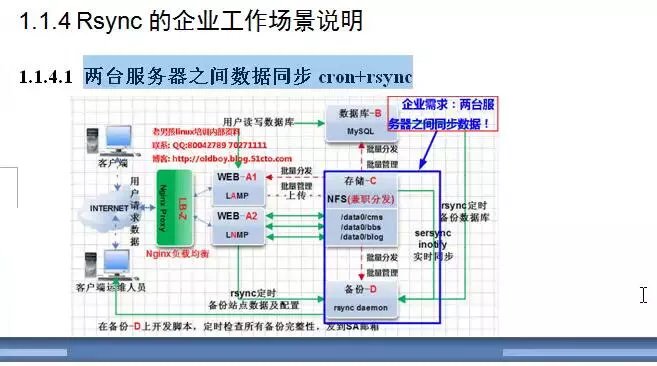 1.1.4 Rsync 的企业工作场景说明
1.1.4.1 两台服务器之间数据同步 cron+rsync
企业需求：两台服
务器之间同步数据！
用户读写数据库
数据库-B
MySQL
老男孩linux培训内部资料
联系: QQ:80042789 70271111
博客: http://oldboy.blog.51cto.com
批量分发
批量管理
客户端
用户请求数据
INTERNET
Nginx Proxy
LB-Z
Nginx负载均衡
WEB-A1
LAMP
WEB-A2
LNMP
批量分发
批量管理
上传
存储-C
NFS(兼职分发)
/data0/cms
/data0/bbs
/data0/blog
rsync定时
备份数据库
sersync
inotify
实时同步
批量分发
批量管理
客户端运维人员
rsync定时
备份站点数据及配置
备份-D
rsync daemon
在备份-D上开发脚本，定时检查所有备份完整性，发到SA邮箱